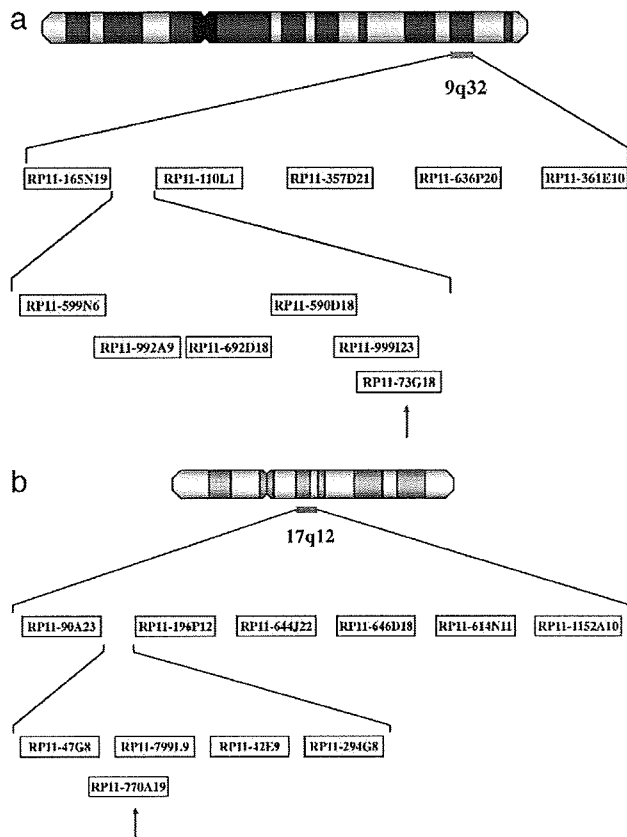 a
9q32
RP11-165N19 RP11-110L1 RP11-357D21 RP11-636P20 RP11-361E10
RP11-599N6 RP11-590D18
RP11-992A9 RP11-692D18 RP11-999I23
RP11-73G18
b
17q12
RP11-90A23 RP11-196P12 RP11-644J22 RP11-646D18 RP11-614N11 RP11-1152A10
RP11-47G8 RP11-799L9 RP11-42E9 RP11-294G8
RP11-770A19